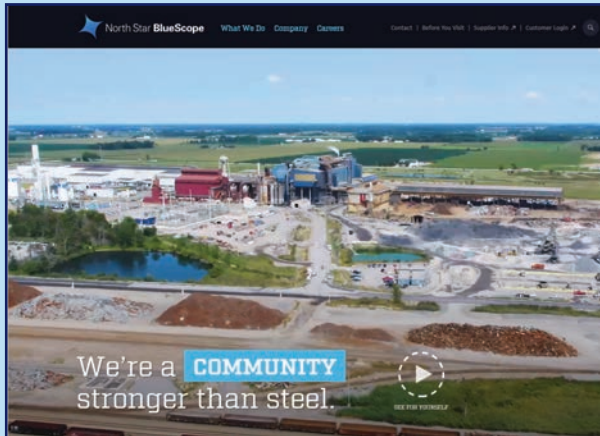 North Star BlueScope
What We Do Company Careers
Contact | Before You Visit | Supplier Info ↗ | Customer Login ↗
We're a COMMUNITY
stronger than steel.
SEE FOR YOURSELF